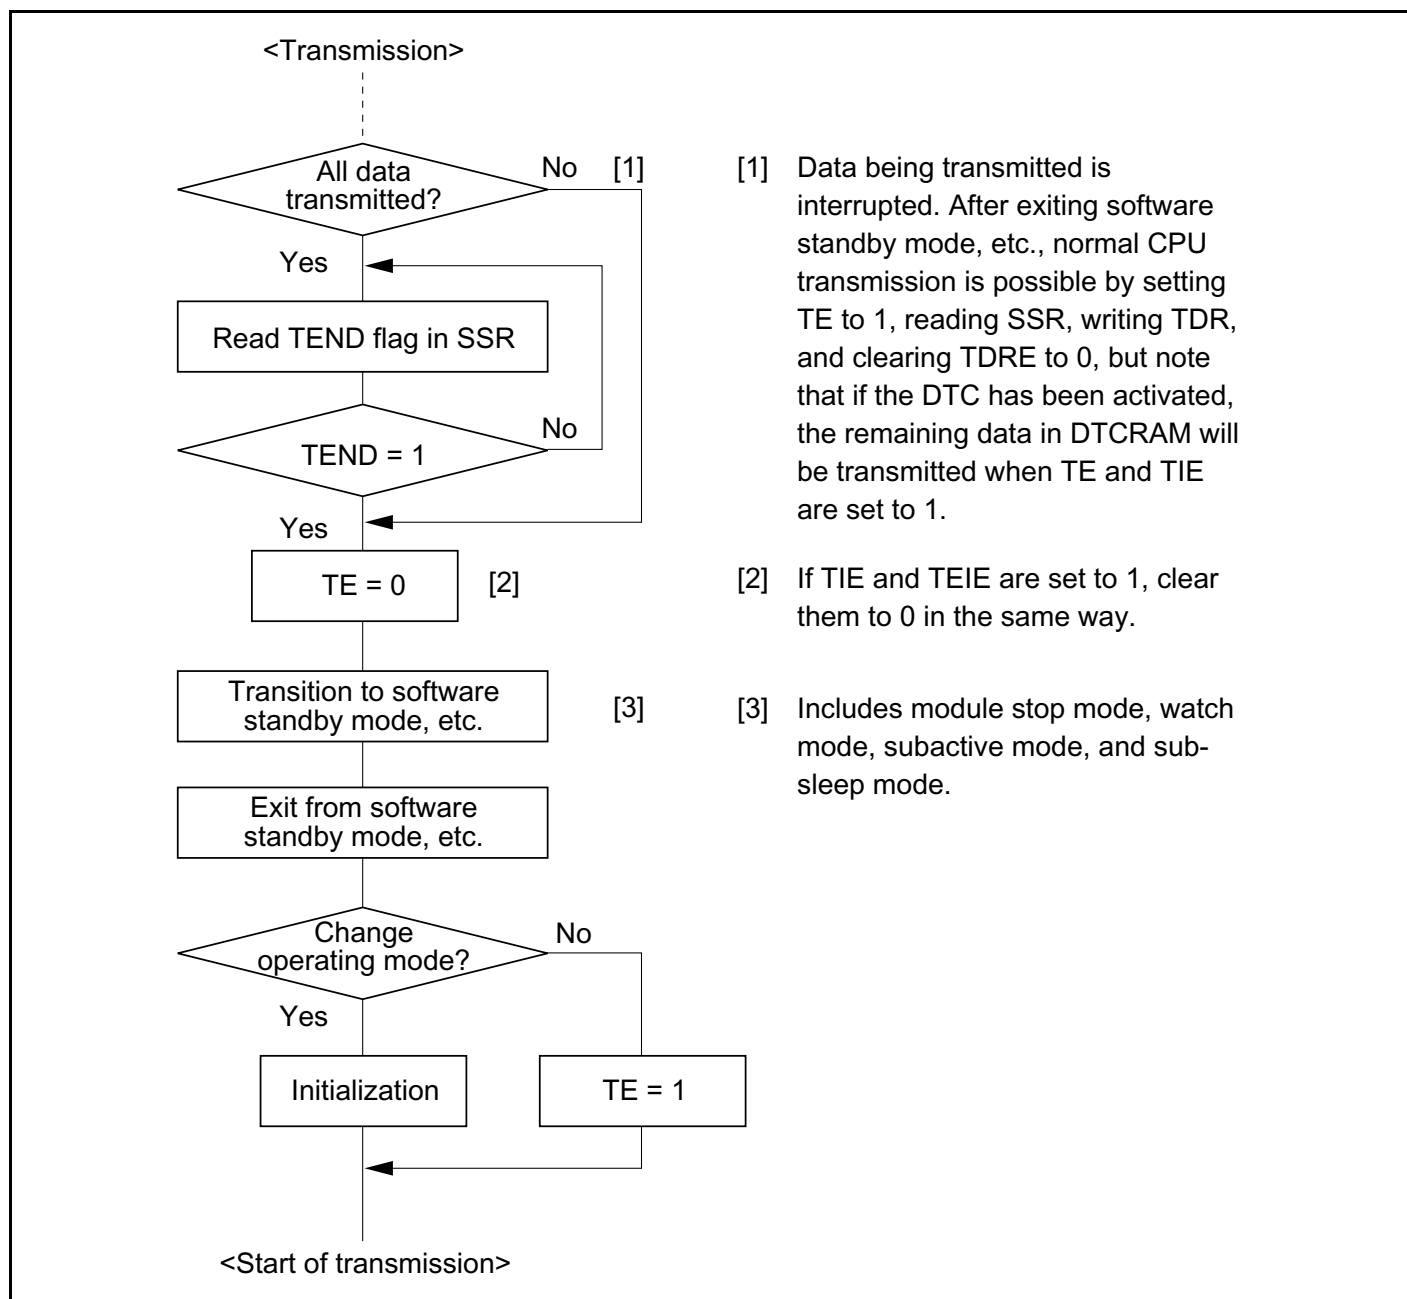 <Transmission>
All data
transmitted?
No [1]
Yes
Read TEND flag in SSR
TEND = 1
No
Yes
TE = 0
[2]
Transition to software
standby mode, etc.
[3]
Exit from software
standby mode, etc.
Change
operating mode?
No
Yes
Initialization
TE = 1
<Start of transmission>
[1] Data being transmitted is
interrupted. After exiting software
standby mode, etc., normal CPU
transmission is possible by setting
TE to 1, reading SSR, writing TDR,
and clearing TDRE to 0, but note
that if the DTC has been activated,
the remaining data in DTCRAM will
be transmitted when TE and TIE
are set to 1.
[2] If TIE and TEIE are set to 1, clear
them to 0 in the same way.
[3] Includes module stop mode, watch
mode, subactive mode, and sub-
sleep mode.